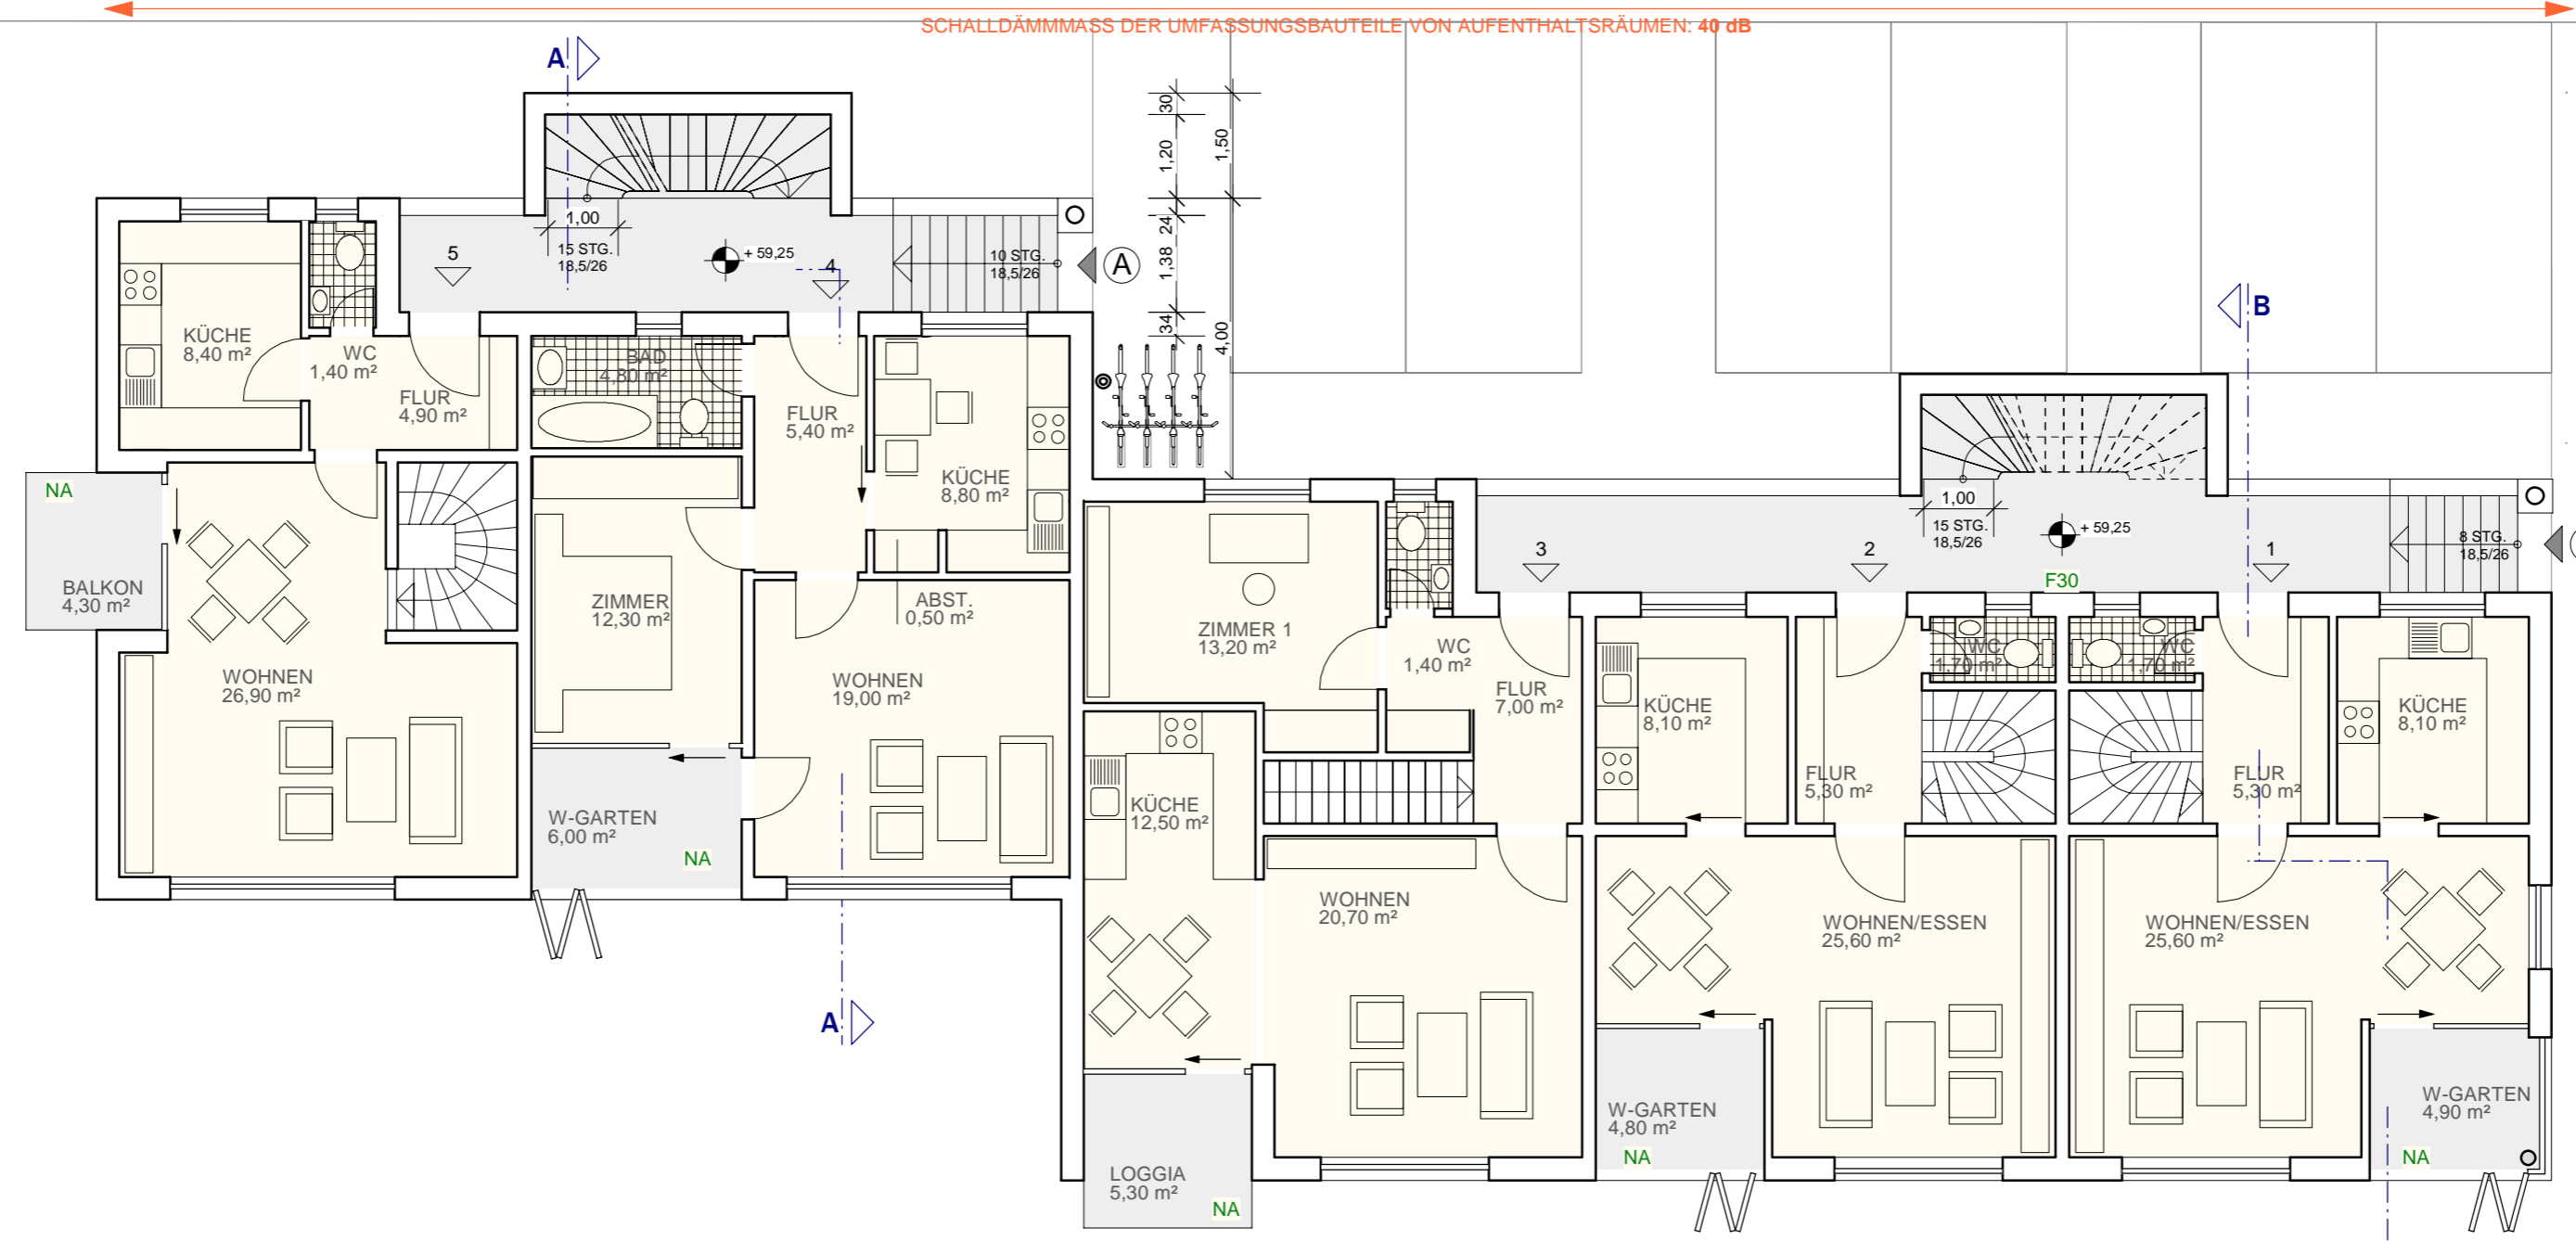 SCHALLDÄMMMASS DER UMFASSUNGSBAUTEILE VON AUFENTHALTSRÄUMEN: 40 dB
A
30
1,20
1,50
24
1,38
34
4,00
1,00
15 STG.
18,5/26
+ 59,25
5
4
10 STG.
18,5/26
A
B
KÜCHE
8,40 m²
WC
1,40 m²
FLUR
4,90 m²
BAD
4,80 m²
FLUR
5,40 m²
KÜCHE
8,80 m²
NA
BALKON
4,30 m²
WOHNEN
26,90 m²
ZIMMER
12,30 m²
ABST.
0,50 m²
WOHNEN
19,00 m²
W-GARTEN
6,00 m²
NA
A
ZIMMER 1
13,20 m²
WC
1,40 m²
FLUR
7,00 m²
3
2
1
1,00
15 STG.
18,5/26
+ 59,25
F30
8 STG.
18,5/26
KÜCHE
12,50 m²
WOHNEN
20,70 m²
LOGGIA
5,30 m²
NA
KÜCHE
8,10 m²
FLUR
5,30 m²
WC
1,70 m²
WC
1,70 m²
FLUR
5,30 m²
KÜCHE
8,10 m²
WOHNEN/ESSEN
25,60 m²
WOHNEN/ESSEN
25,60 m²
W-GARTEN
4,80 m²
NA
W-GARTEN
4,90 m²
NA